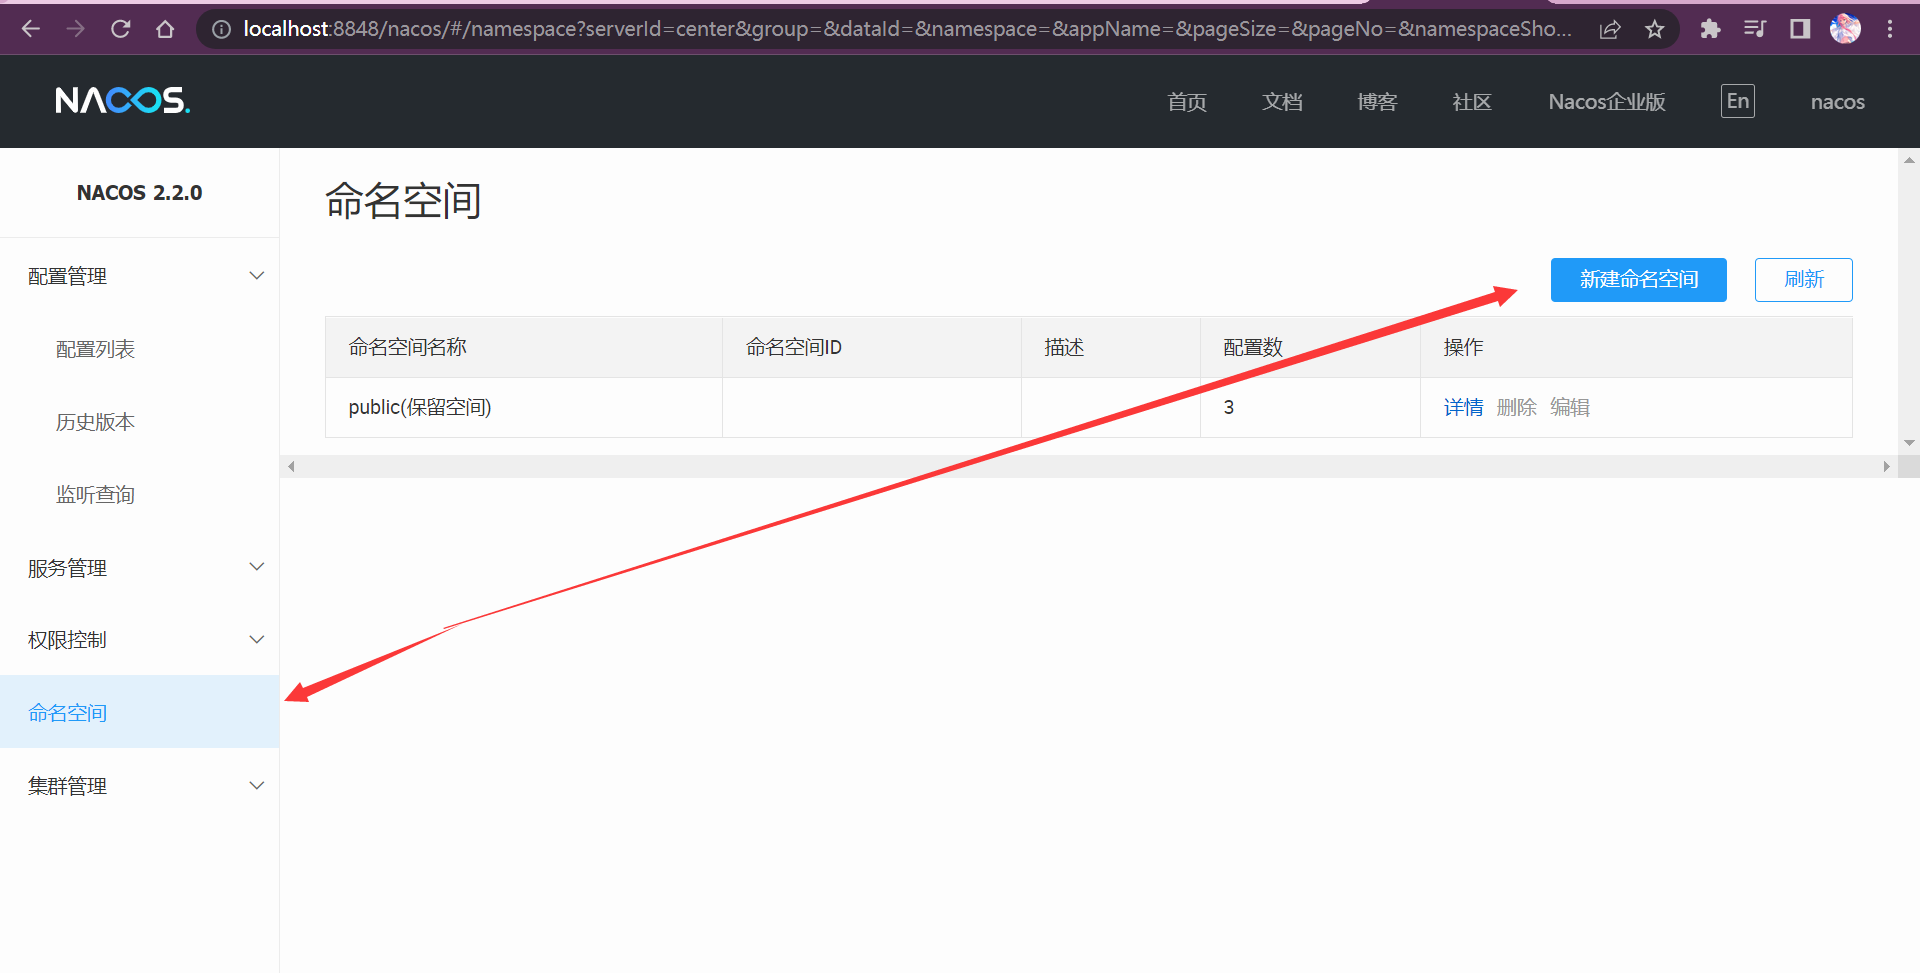 localhost:8848/nacos/#/namespace?serverId=center&group=&dataId=&namespace=&appName=&pageSize=&pageNo=&namespaceSho...
NACOS.
首页 文档 博客 社区 Nacos企业版 En nacos
NACOS 2.2.0
配置管理
配置列表
历史版本
监听查询
服务管理
权限控制
命名空间
集群管理
命名空间
新建命名空间 刷新
命名空间名称 命名空间ID 描述 配置数 操作
public(保留空间) 3 详情 删除 编辑